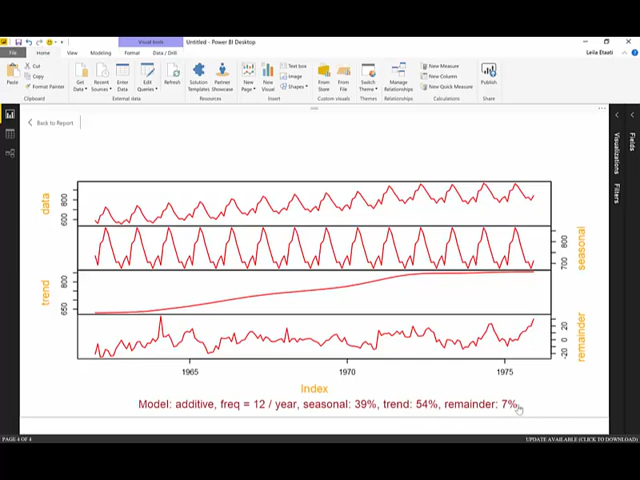 Visual tools Untitled - Power BI Desktop
Leila Etaati
File Home View Modeling Format Data / Drill
Paste
Cut
Copy
Format Painter
Clipboard
Get Data
Recent Sources
Enter Data
Edit Queries
External data
Refresh
Solution Templates
Partner Showcase
Resources
New Page
New Visual
Text box
Image
Shapes
Insert
From Store
From File
Custom visuals
Switch Theme
Themes
Manage Relationships
Relationships
New Measure
New Column
New Quick Measure
Calculations
Publish
Share
Back to Report
Visualizations
Filters
Fields
data
800
600
seasonal
800
700
trend
800
650
remainder
20
0
-20
1965 1970 1975
Index
Model: additive, freq = 12 / year, seasonal: 39%, trend: 54%, remainder: 7%
PAGE 4 OF 4
UPDATE AVAILABLE (CLICK TO DOWNLOAD)